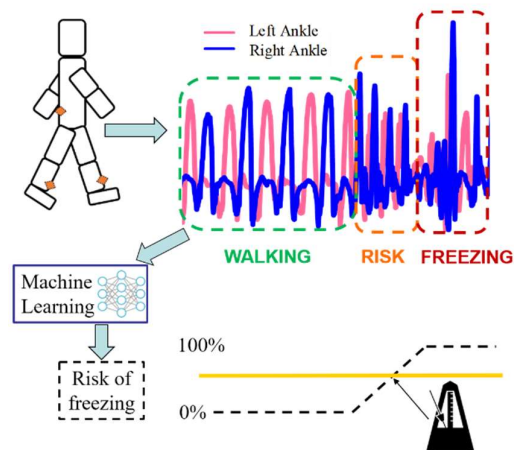 Left Ankle
Right Ankle
WALKING
RISK
FREEZING
Machine
Learning
Risk of
freezing
100%
0%